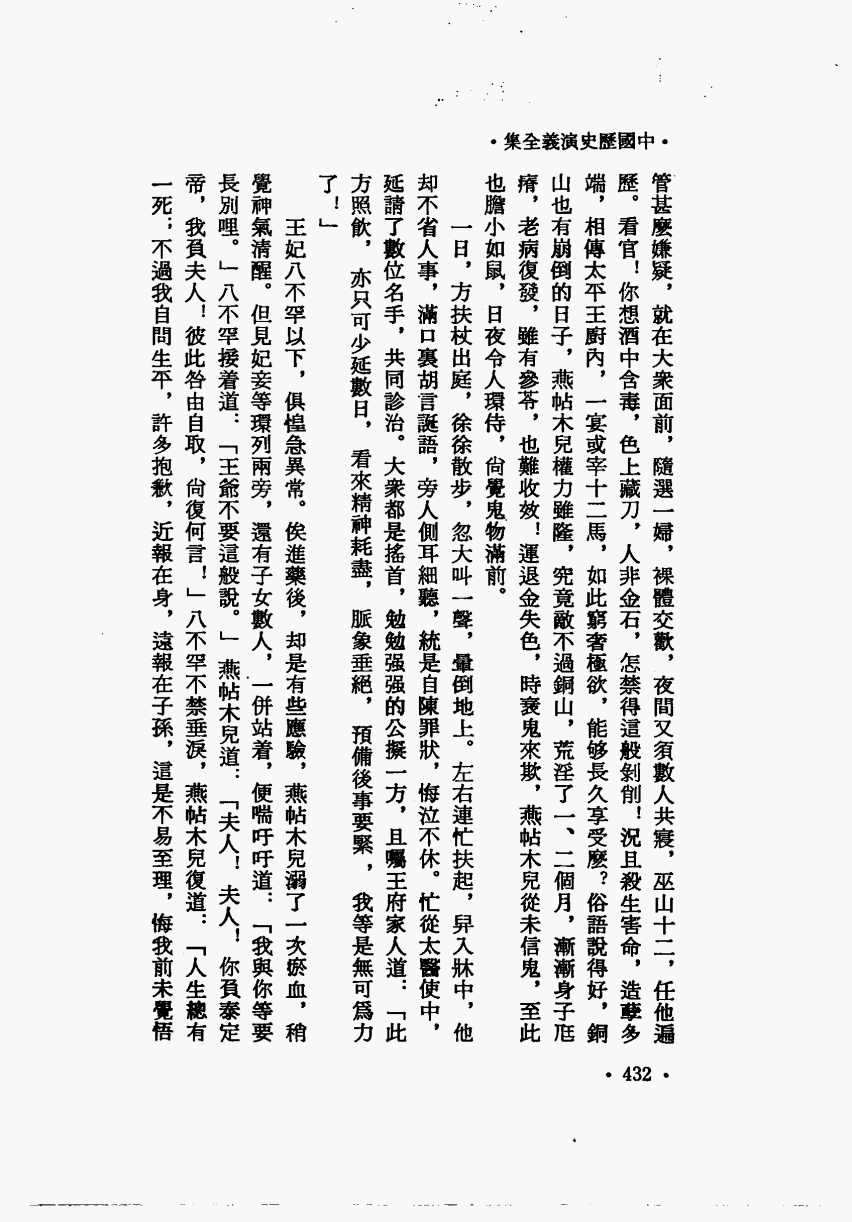 •中國歷史演義全集•
管甚麼嫌疑，就在大衆面前，隨選一婦，裸體交歡，夜間又須數人共寢，巫山十二，任他遍
歷。看官！你想酒中含毒，色上藏刀，人非金石，怎禁得這般剝削！況且殺生害命，造孽多
端，相傳太平王廚內，一宴或宰十二馬，如此窮奢極欲，能够長久享受麼？俗語說得好，銅
山也有崩倒的日子，燕帖木兒權力雖隆，究竟敵不過銅山，荒淫了一、二個月，漸漸身子尫
瘠，老病復發，雖有參苓，也難收效！運退金失色，時衰鬼來欺，燕帖木兒從未信鬼，至此
也膽小如鼠，日夜令人環侍，尙覺鬼物滿前。
一日，方扶杖出庭，徐徐散步，忽大叫一聲，暈倒地上。左右連忙扶起，舁入牀中，他
却不省人事，滿口裏胡言誕語，旁人側耳細聽，統是自陳罪狀，悔泣不休。忙從太醫使中，
延請了數位名手，共同診治。大衆都是搖首，勉勉强强的公擬一方，且囑王府家人道：「此
方照飲，亦只可少延數日，看來精神耗盡，脈象垂絕，預備後事要緊，我等是無可爲力
了！」
王妃八不罕以下，俱惶急異常。俟進藥後，却是有些應驗，燕帖木兒溺了一次瘀血，稍
覺神氣清醒。但見妃妾等環列兩旁，還有子女數人，一併站着，便喘吁吁道：「我與你等要
長別哩。」八不罕接着道：「王爺不要這般說。」燕帖木兒道：「夫人！夫人！你負泰定
帝，我負夫人！彼此咎由自取，尙復何言！」八不罕不禁垂淚，燕帖木兒復道：「人生總有
一死，不過我自問生平，許多抱歉，近報在身，遠報在子孫，這是不易至理，悔我前未覺悟
•432•